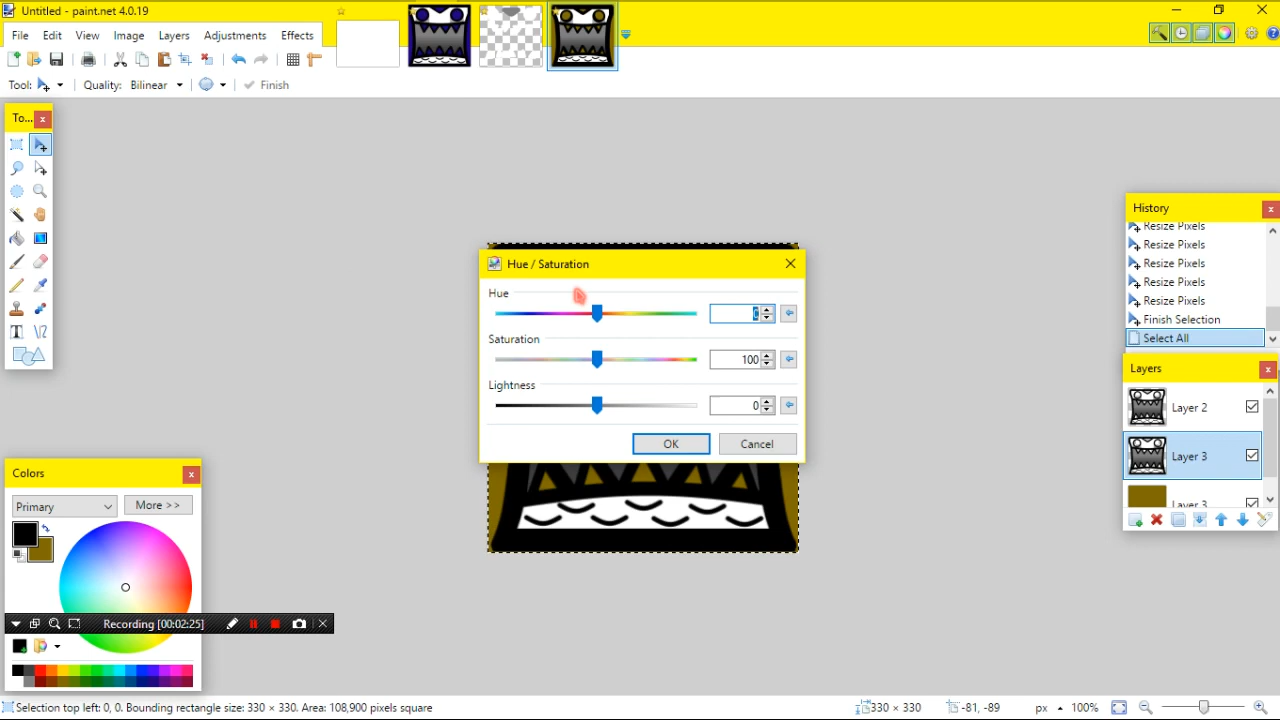 Untitled - paint.net 4.0.19
File Edit View Image Layers Adjustments Effects
Tool: Quality: Bilinear Finish
To...
History
Resize Pixels
Resize Pixels
Resize Pixels
Resize Pixels
Resize Pixels
Finish Selection
Select All
Hue / Saturation
Hue
0
Saturation
100
Lightness
0
OK Cancel
Layers
Layer 2
Layer 3
Layer 3
Colors
Primary More >>
Recording [00:02:25]
Selection top left: 0, 0. Bounding rectangle size: 330 × 330. Area: 108,900 pixels square 330 × 330 -81, -89 px 100%